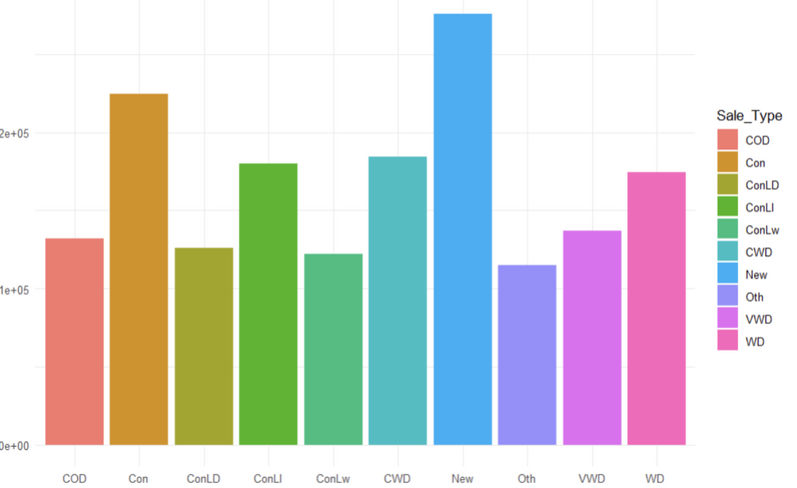 2e+05
1e+05
0e+00
COD Con ConLD ConLI ConLw CWD New Oth VWD WD
Sale_Type
COD
Con
ConLD
ConLI
ConLw
CWD
New
Oth
VWD
WD